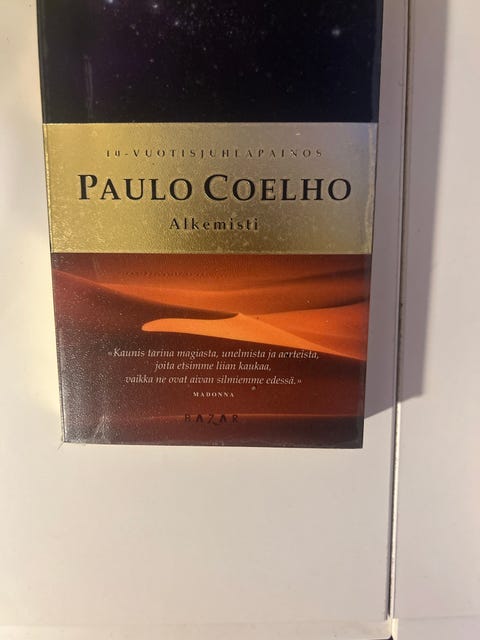 10-VUOTISJUHLAPAINOS
PAULO COELHO
Alkemisti
«Kaunis tarina magiasta, unelmista ja aarteista,
joita etsimme liian kaukaa,
vaikka ne ovat aivan silmiemme edessä.»
MADONNA
BAZAR